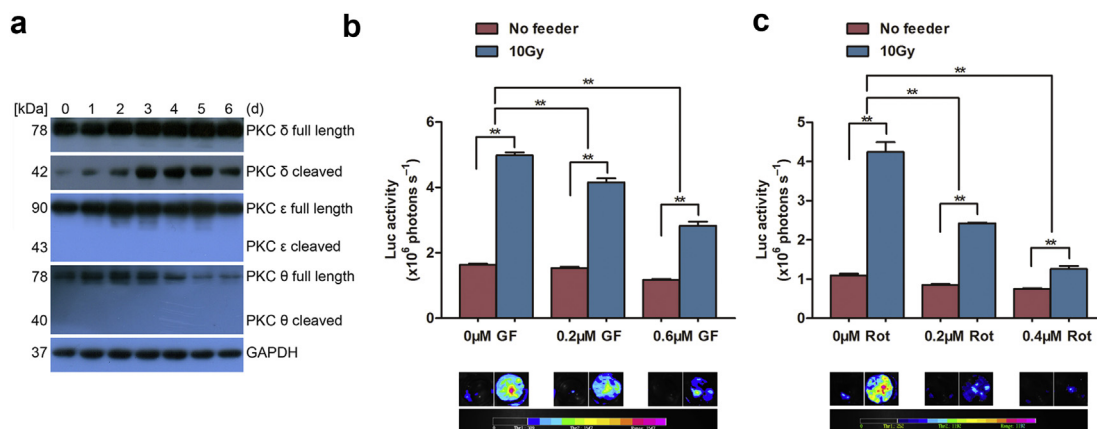 a
[kDa] 0 1 2 3 4 5 6 (d)
78 PKC δ full length
42 PKC δ cleaved
90 PKC ε full length
43 PKC ε cleaved
78 PKC θ full length
40 PKC θ cleaved
37 GAPDH
b
No feeder
10Gy
**
**
**
**
**
Luc activity
(x10⁶ photons s⁻¹)
6
4
2
0
0μM GF 0.2μM GF 0.6μM GF
c
No feeder
10Gy
**
**
**
**
**
Luc activity
(x10⁶ photons s⁻¹)
5
4
3
2
1
0
0μM Rot 0.2μM Rot 0.4μM Rot